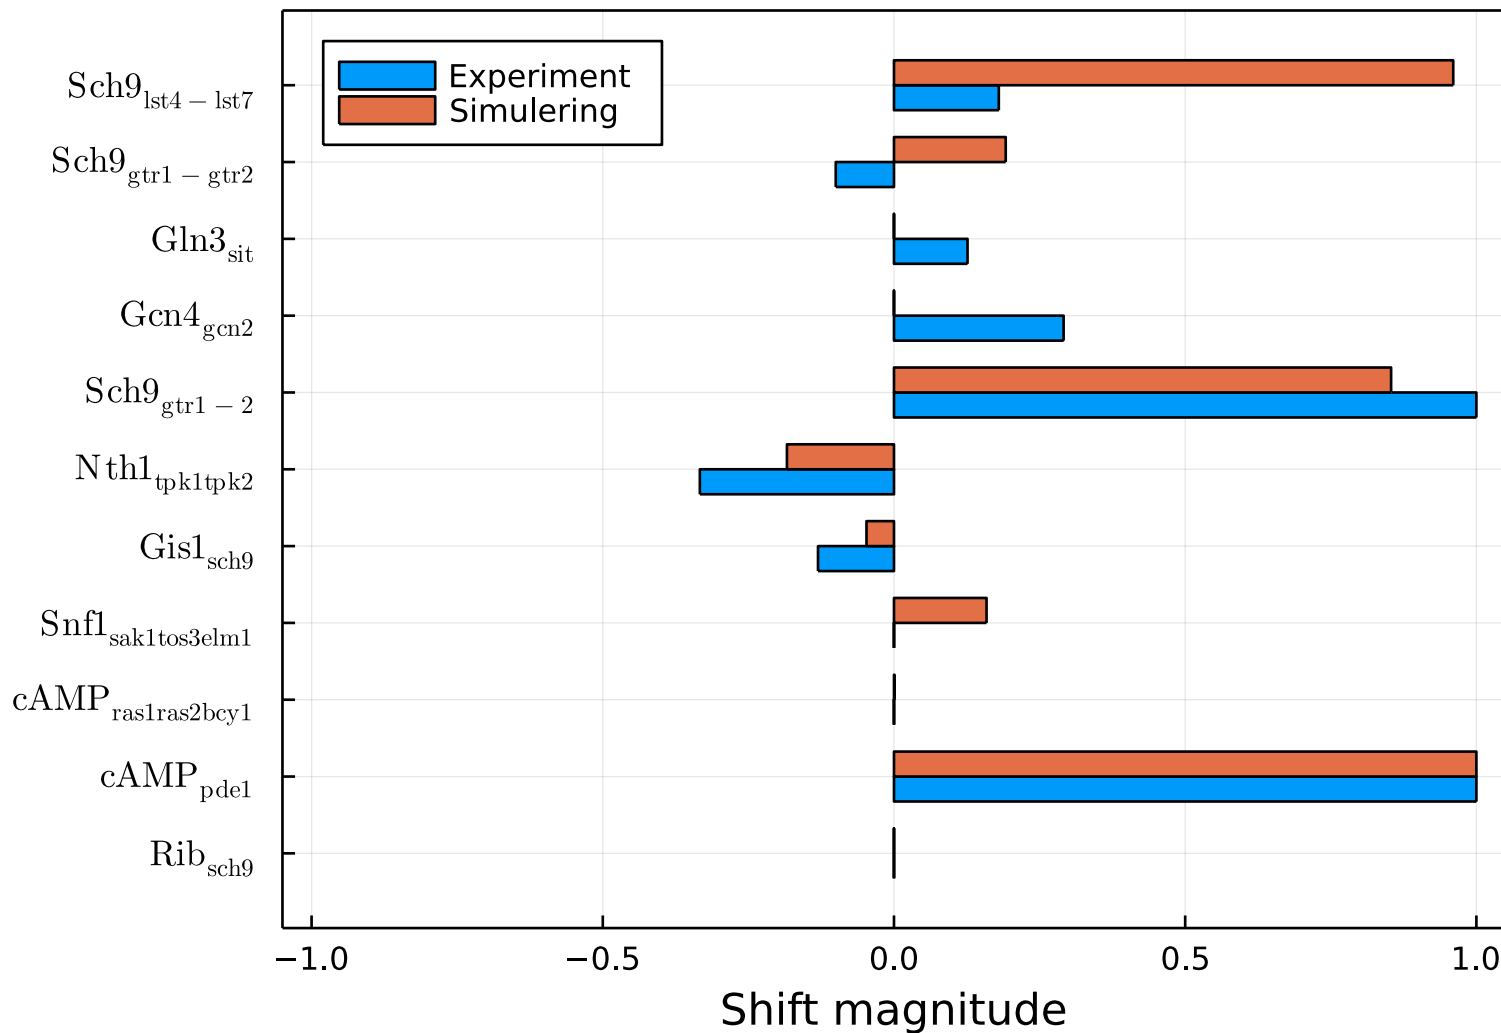 Experiment
Simulering
Sch9lst4 – lst7
Sch9gtr1 – gtr2
Gln3sit
Gcn4gcn2
Sch9gtr1 – 2
Nth1tpk1tpk2
Gis1sch9
Snf1sak1tos3elm1
cAMPras1ras2bcy1
cAMPpde1
Ribsch9
−1.0 −0.5 0.0 0.5 1.0
Shift magnitude